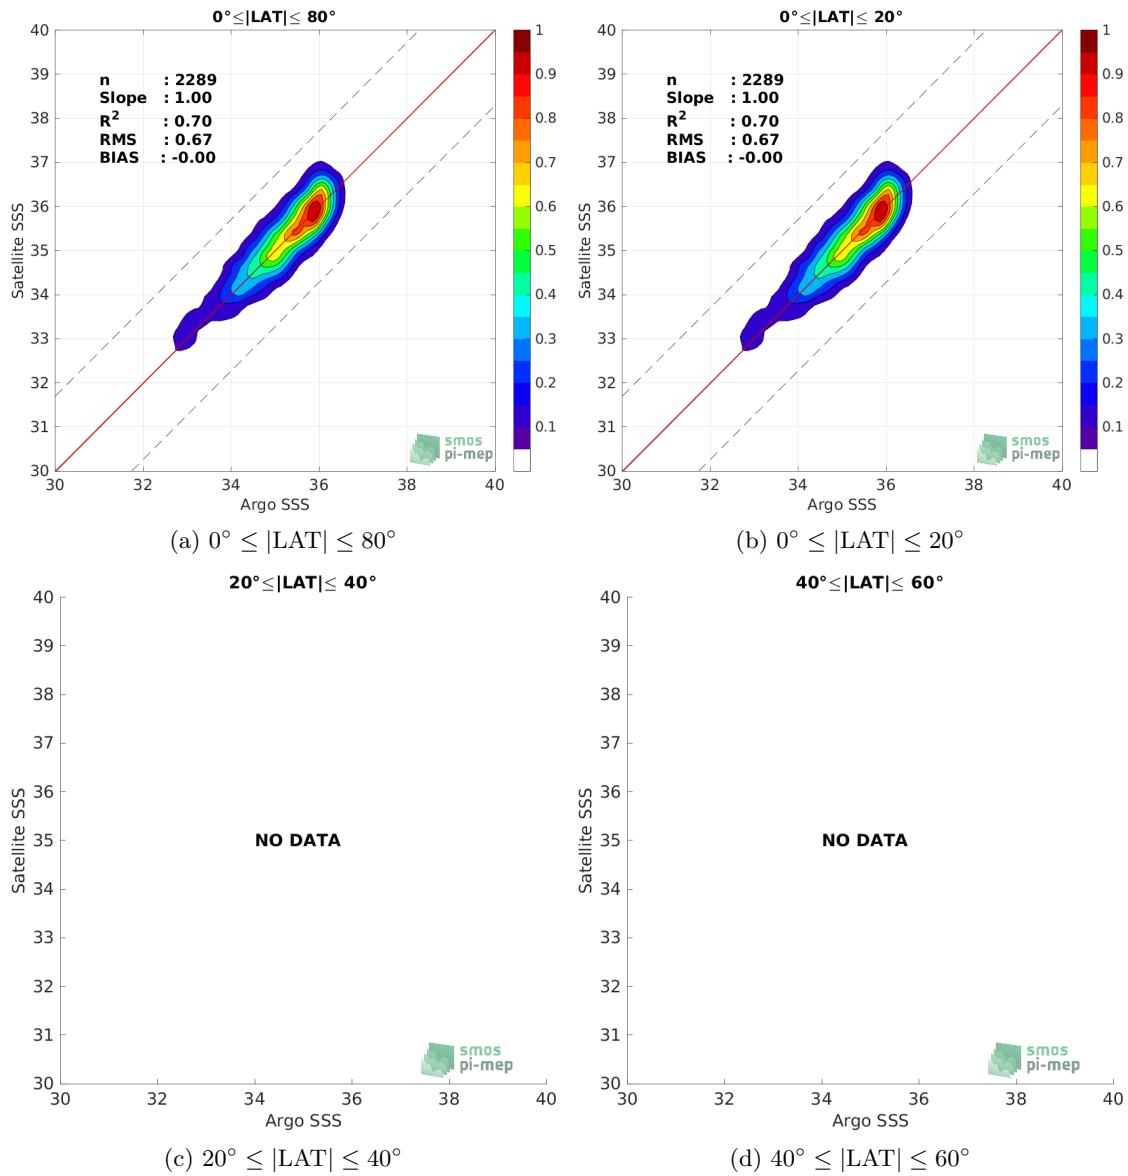 0°≤|LAT|≤ 80°
40
39
38
37
36
35
34
33
32
31
30
Satellite SSS
n : 2289
Slope : 1.00
R² : 0.70
RMS : 0.67
BIAS : -0.00
1
0.9
0.8
0.7
0.6
0.5
0.4
0.3
0.2
0.1
smos
pi-mep
30 32 34 36 38 40
Argo SSS
(a) 0° ≤ |LAT| ≤ 80°
0°≤|LAT|≤ 20°
40
39
38
37
36
35
34
33
32
31
30
Satellite SSS
n : 2289
Slope : 1.00
R² : 0.70
RMS : 0.67
BIAS : -0.00
1
0.9
0.8
0.7
0.6
0.5
0.4
0.3
0.2
0.1
smos
pi-mep
30 32 34 36 38 40
Argo SSS
(b) 0° ≤ |LAT| ≤ 20°
20°≤|LAT|≤ 40°
40
39
38
37
36
35
34
33
32
31
30
Satellite SSS
NO DATA
smos
pi-mep
30 32 34 36 38 40
Argo SSS
(c) 20° ≤ |LAT| ≤ 40°
40°≤|LAT|≤ 60°
40
39
38
37
36
35
34
33
32
31
30
Satellite SSS
NO DATA
smos
pi-mep
30 32 34 36 38 40
Argo SSS
(d) 40° ≤ |LAT| ≤ 60°